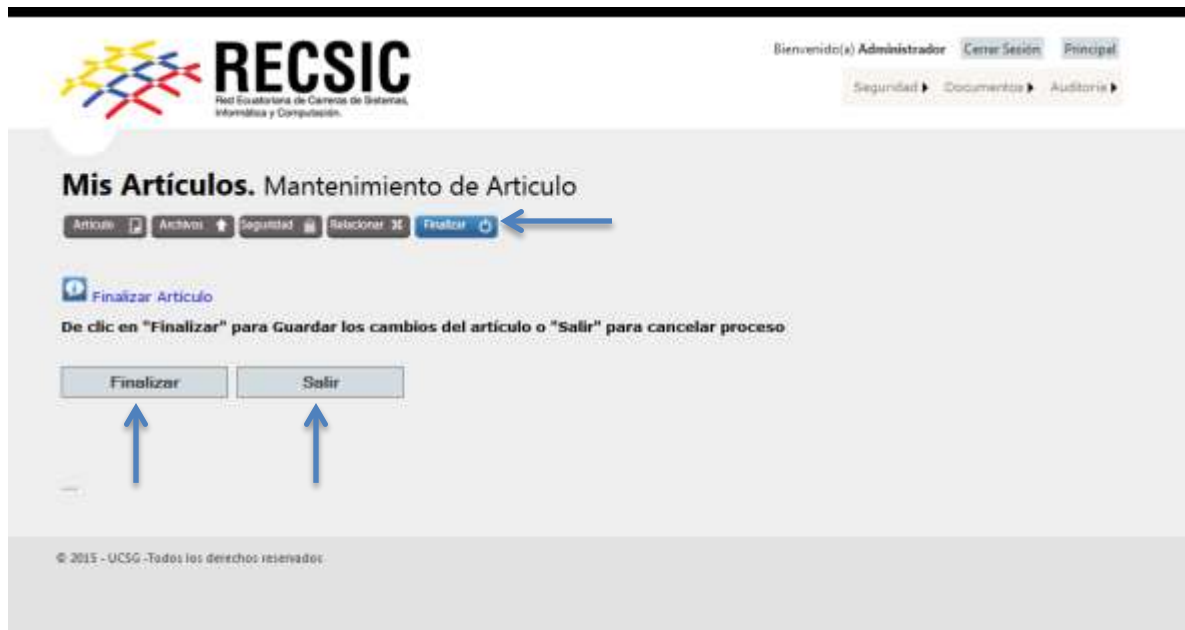 RECSIC
Red Ecuatoriana de Carreras de Sistemas,
Informática y Computación.
Bienvenido(a) Administrador Cerrar Sesión Principal
Seguridad Documentos Auditoria
Mis Artículos. Mantenimiento de Articulo
Articulo Archivos Seguridad Relacionar Finalizar
Finalizar Artículo
De clic en "Finalizar" para Guardar los cambios del artículo o "Salir" para cancelar proceso
Finalizar Salir
© 2015 - UCSG -Todos los derechos reservados